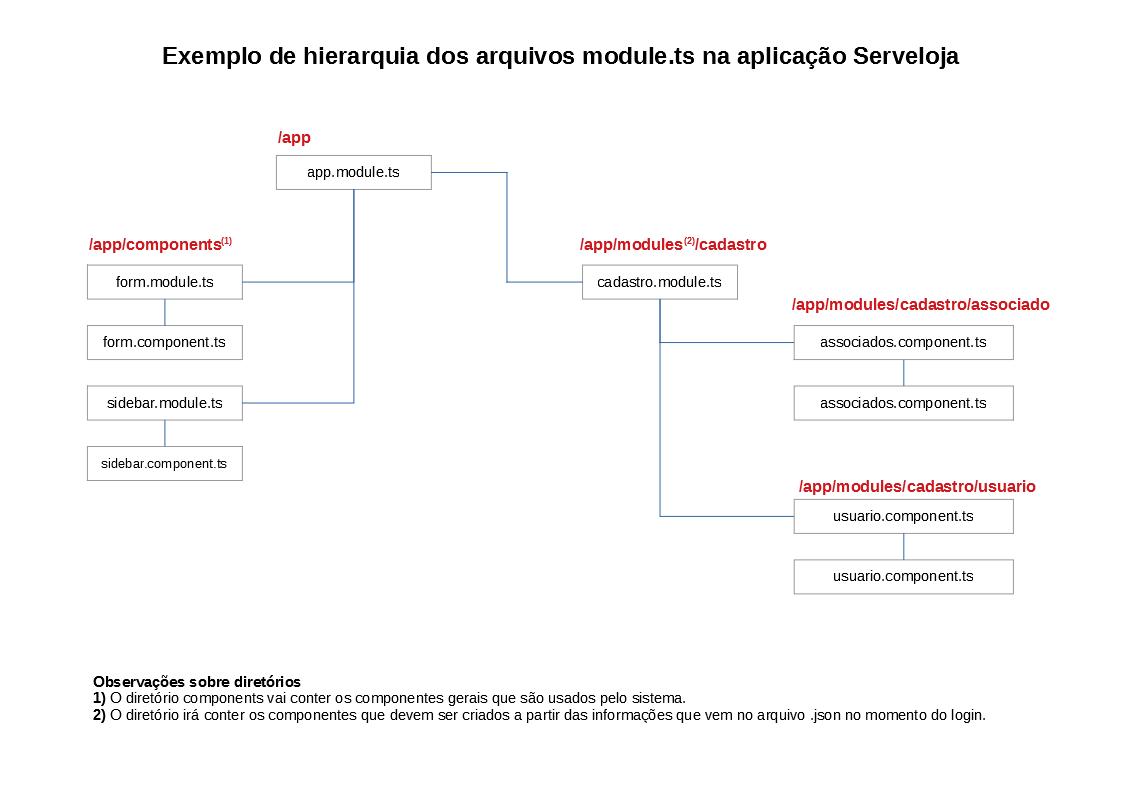 Exemplo de hierarquia dos arquivos module.ts na aplicação Serveloja
/app
app.module.ts
/app/components(1)
form.module.ts
form.component.ts
sidebar.module.ts
sidebar.component.ts
/app/modules(2)/cadastro
cadastro.module.ts
/app/modules/cadastro/associado
associados.component.ts
associados.component.ts
/app/modules/cadastro/usuario
usuario.component.ts
usuario.component.ts
Observações sobre diretórios
1) O diretório components vai conter os componentes gerais que são usados pelo sistema.
2) O diretório irá conter os componentes que devem ser criados a partir das informações que vem no arquivo .json no momento do login.